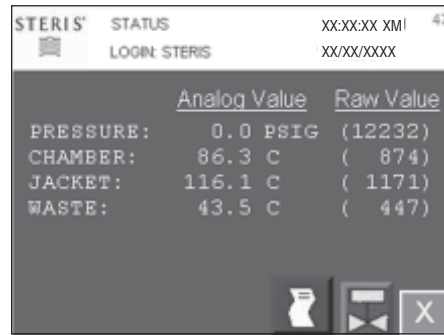 STERIS® STATUS XX:XX:XX XM
LOGIN: STERIS XX/XX/XXXX
Analog Value Raw Value
PRESSURE: 0.0 PSIG (12232)
CHAMBER: 86.3 C ( 874)
JACKET: 116.1 C ( 1171)
WASTE: 43.5 C ( 447)
X